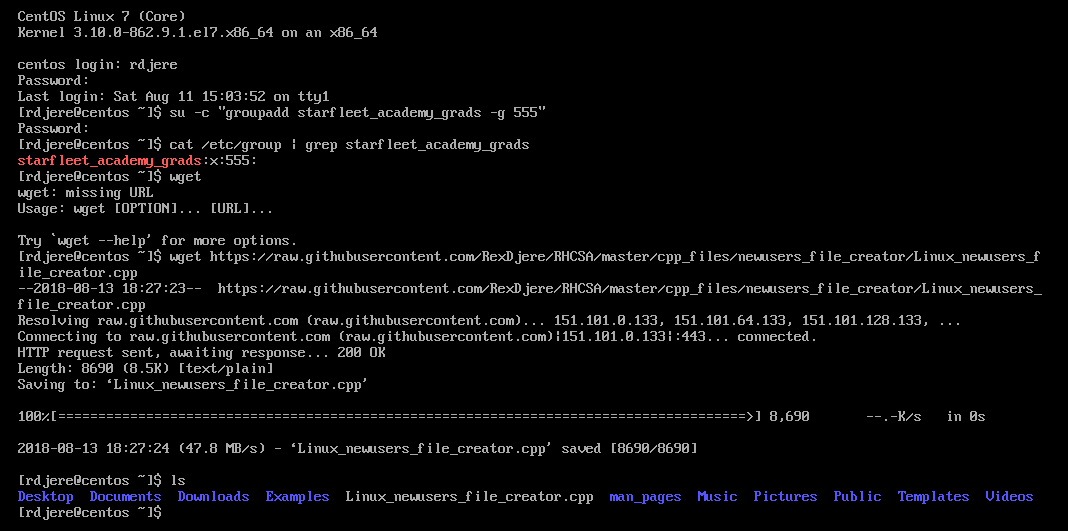 CentOS Linux 7 (Core)
Kernel 3.10.0-862.9.1.el7.x86_64 on an x86_64
centos login: rdjere
Password:
Last login: Sat Aug 11 15:03:52 on tty1
[rdjere@centos ~]$ su -c "groupadd starfleet_academy_grads -g 555"
Password:
[rdjere@centos ~]$ cat /etc/group | grep starfleet_academy_grads
starfleet_academy_grads:x:555:
[rdjere@centos ~]$ wget
wget: missing URL
Usage: wget [OPTION]... [URL]...
Try `wget --help' for more options.
[rdjere@centos ~]$ wget https://raw.githubusercontent.com/RexDjere/RHCSA/master/cpp_files/newusers_file_creator/Linux_newusers_f
ile_creator.cpp
--2018-08-13 18:27:23--  https://raw.githubusercontent.com/RexDjere/RHCSA/master/cpp_files/newusers_file_creator/Linux_newusers_
file_creator.cpp
Resolving raw.githubusercontent.com (raw.githubusercontent.com)... 151.101.0.133, 151.101.64.133, 151.101.128.133, ...
Connecting to raw.githubusercontent.com (raw.githubusercontent.com)|151.101.0.133|:443... connected.
HTTP request sent, awaiting response... 200 OK
Length: 8690 (8.5K) [text/plain]
Saving to: ‘Linux_newusers_file_creator.cpp’
100%[======================================================================================>] 8,690       --.-K/s   in 0s
2018-08-13 18:27:24 (47.8 MB/s) - ‘Linux_newusers_file_creator.cpp’ saved [8690/8690]
[rdjere@centos ~]$ ls
Desktop  Documents  Downloads  Examples  Linux_newusers_file_creator.cpp  man_pages  Music  Pictures  Public  Templates  Videos
[rdjere@centos ~]$